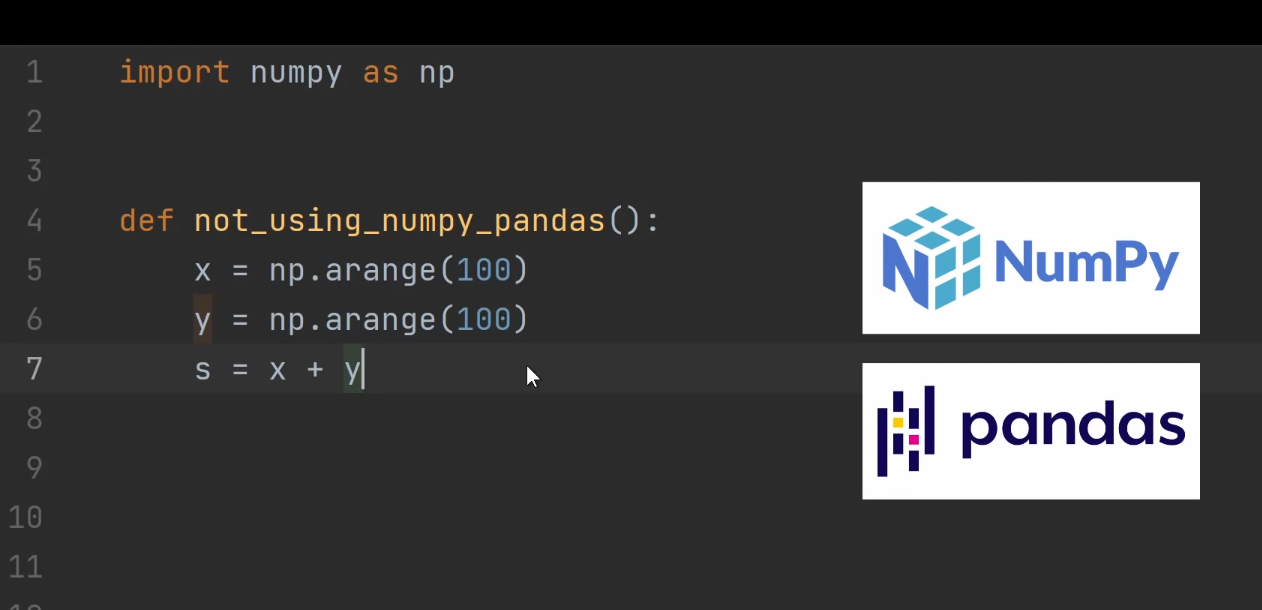 1 import numpy as np
2
3
4 def not_using_numpy_pandas():
5     x = np.arange(100)
6     y = np.arange(100)
7     s = x + y
8
9
10
11
NumPy
pandas